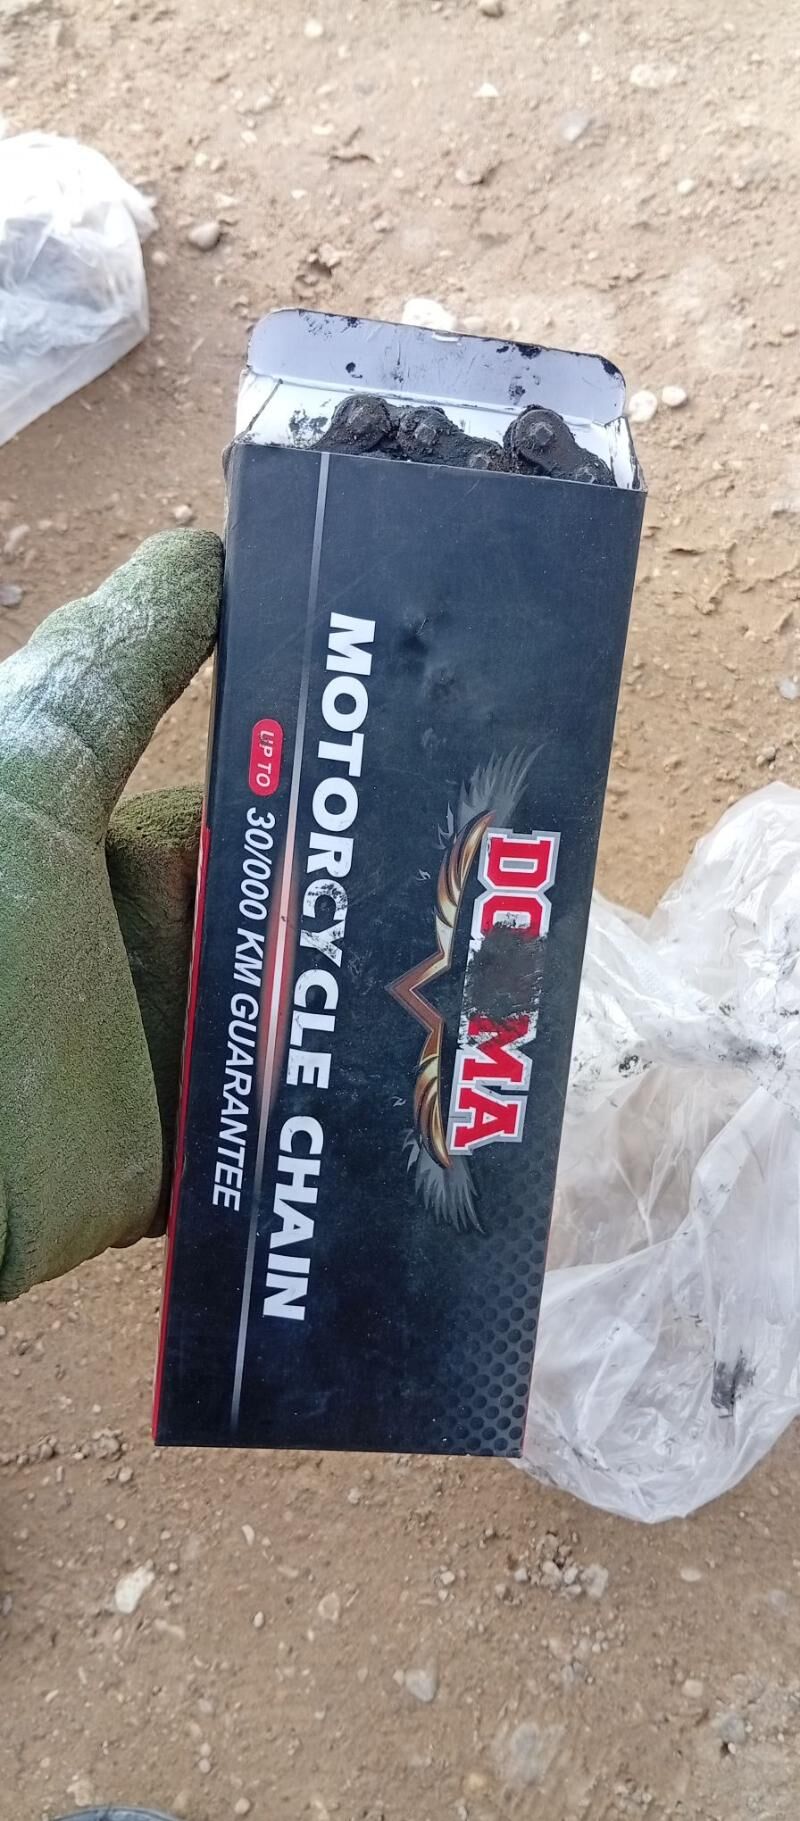 MOTORCYCLE CHAIN
UP TO 30/000 KM GUARANTEE